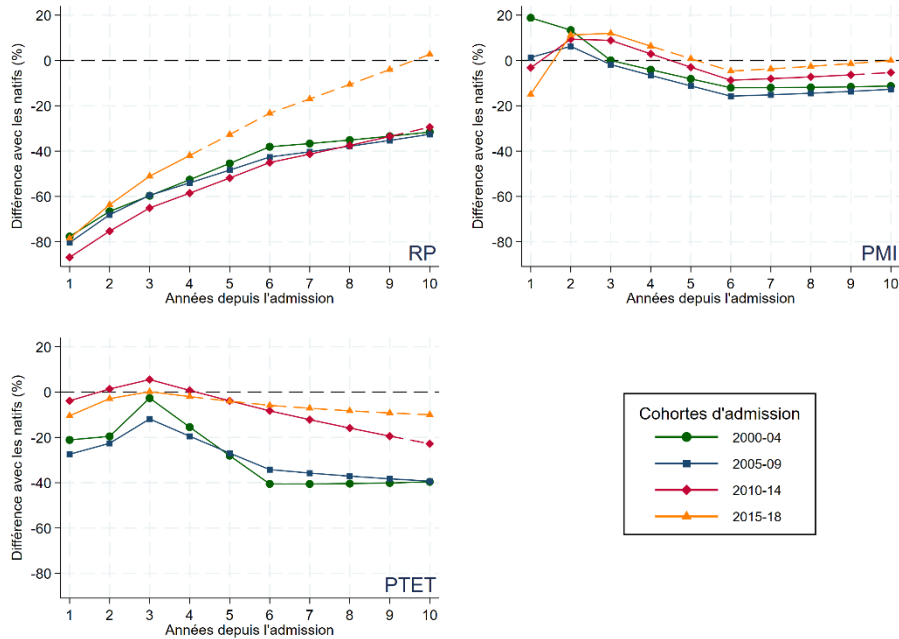 Différence avec les natifs (%)
20
0
-20
-40
-60
-80
RP
1 2 3 4 5 6 7 8 9 10
Années depuis l'admission
Différence avec les natifs (%)
20
0
-20
-40
-60
-80
PMI
1 2 3 4 5 6 7 8 9 10
Années depuis l'admission
Différence avec les natifs (%)
20
0
-20
-40
-60
-80
PTET
1 2 3 4 5 6 7 8 9 10
Années depuis l'admission
Cohortes d'admission
2000-04
2005-09
2010-14
2015-18